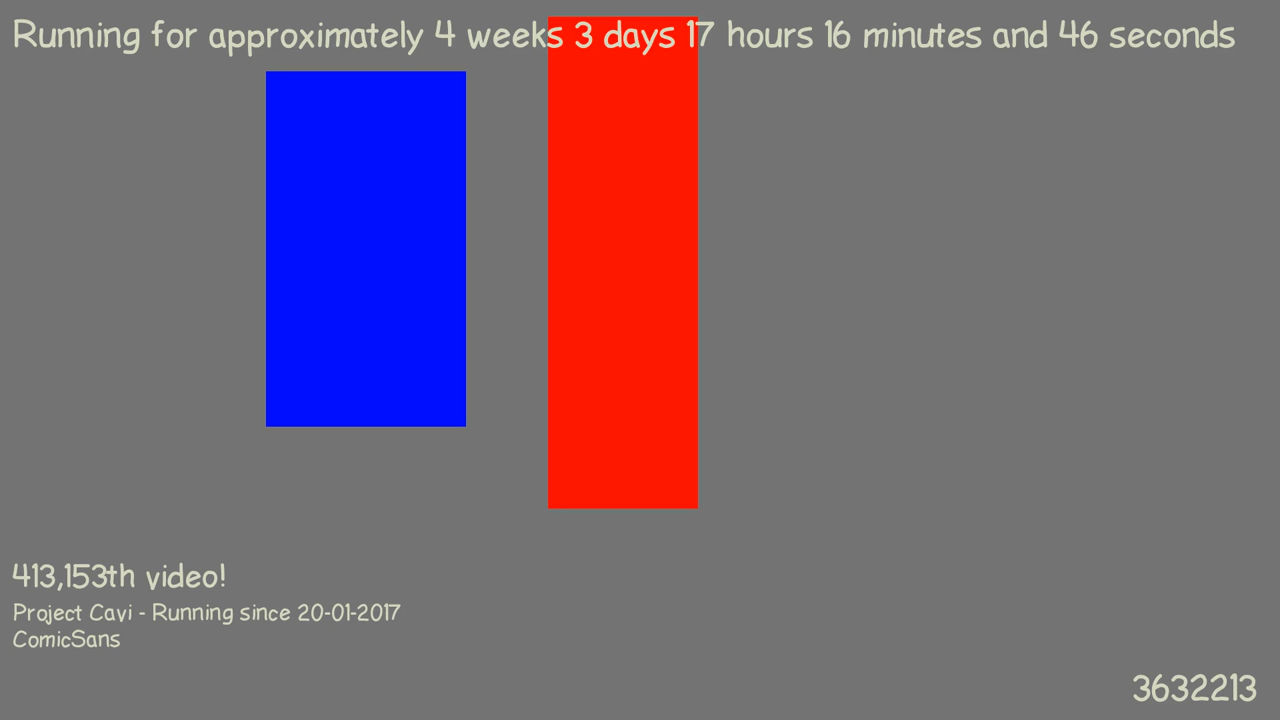 Running for approximately 4 weeks 3 days 17 hours 16 minutes and 46 seconds
413,153th video!
Project Cavi - Running since 20-01-2017
ComicSans
3632213